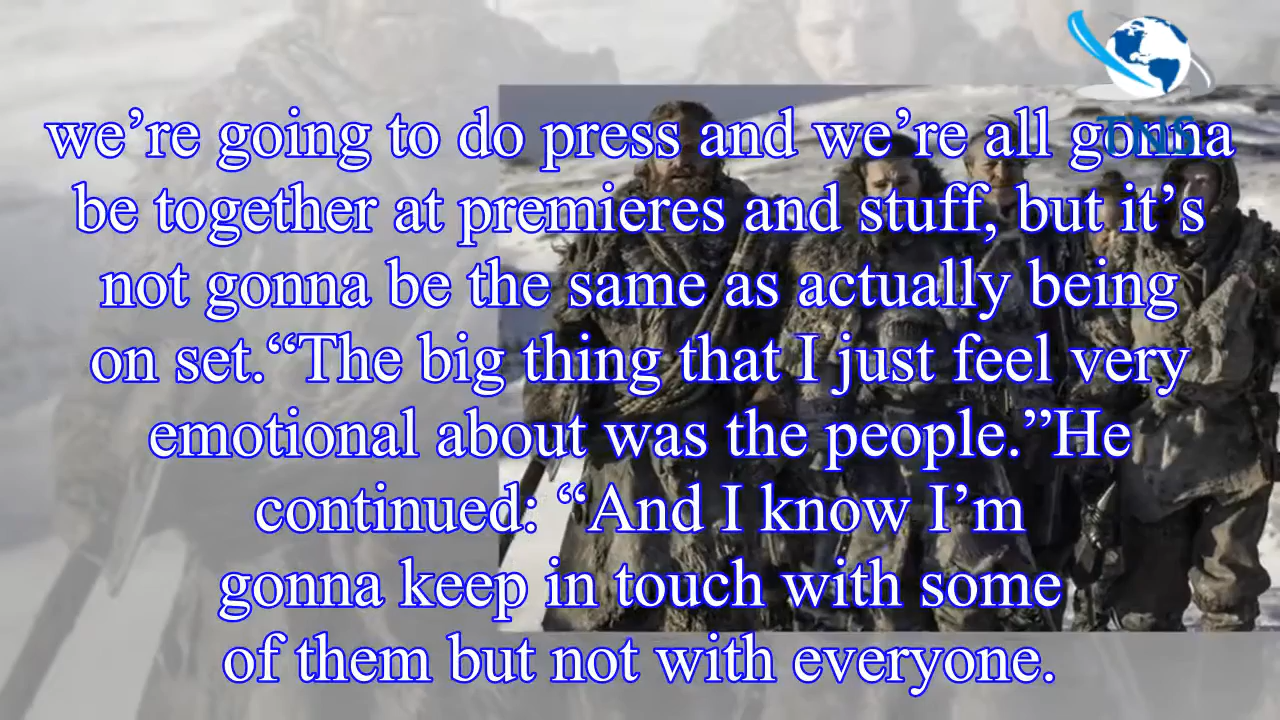 TNS
we’re going to do press and we’re all gonna
be together at premieres and stuff, but it’s
not gonna be the same as actually being
on set.“The big thing that I just feel very
emotional about was the people.”He
continued: “And I know I’m
gonna keep in touch with some
of them but not with everyone.